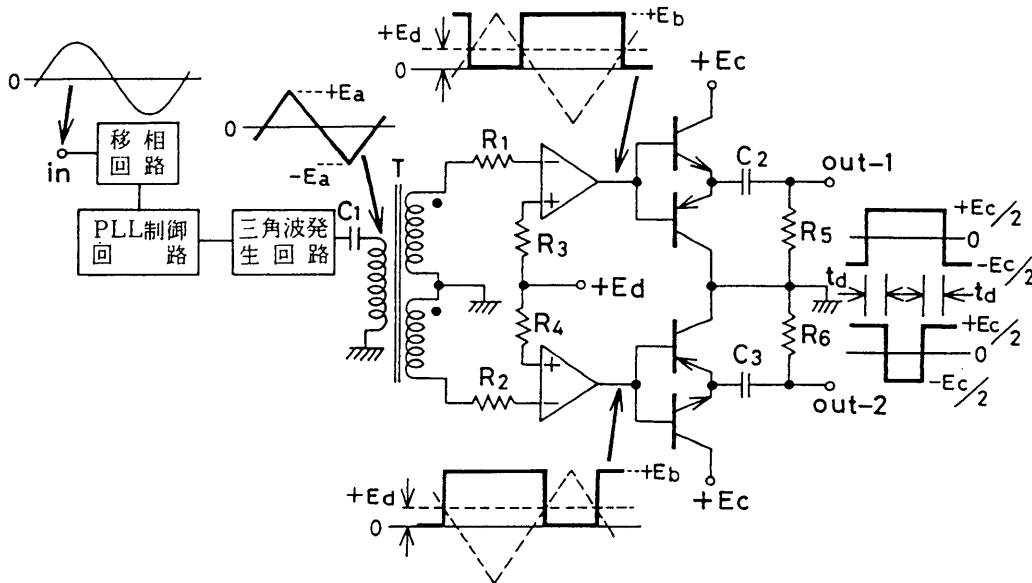 +Ed
0
+Eb
+Ec
0
移相
回路
in
0
+Ea
-Ea
T
R1
C2
out-1
PLL制御
回路
三角波発
生回路
C1
R3
+Ed
R4
R5
+Ec/2
0
-Ec/2
td
td
R2
C3
R6
+Ec/2
0
-Ec/2
out-2
+Ed
0
+Eb
+Ec
-
+
+
-